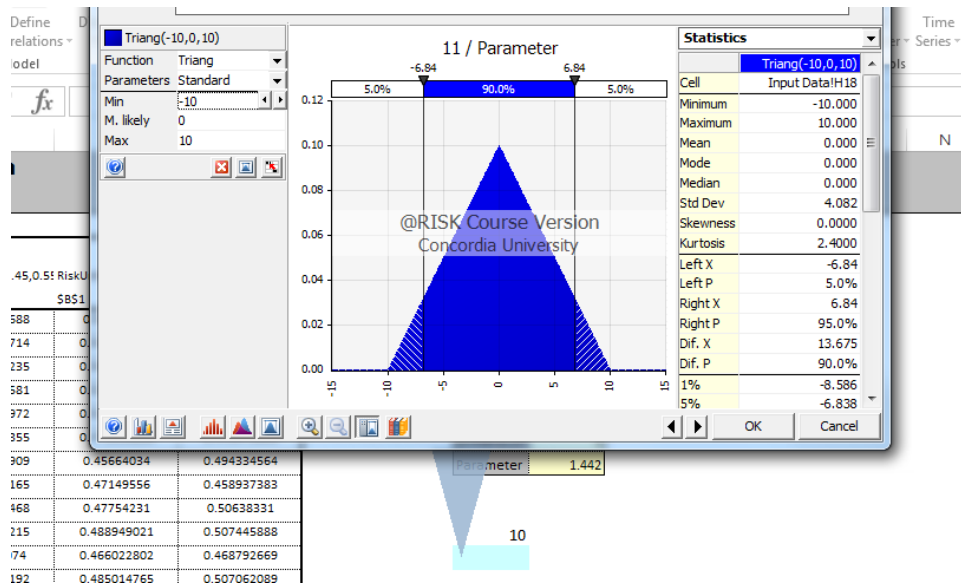 Define
relation
Time
Series
fx
N
Triang(-10,0,10)
Function Triang
Parameters Standard
Min -10
M. likely 0
Max 10
11 / Parameter
-6.84 6.84
5.0% 90.0% 5.0%
0.12
0.10
0.08
0.06
0.04
0.02
0.00
-15 -10 -5 0 5 10 15
@RISK Course Version
Concordia University
Statistics
Triang(-10,0,10)
Cell Input Data!H18
Minimum -10.000
Maximum 10.000
Mean 0.000
Mode 0.000
Median 0.000
Std Dev 4.082
Skewness 0.0000
Kurtosis 2.4000
Left X -6.84
Left P 5.0%
Right X 6.84
Right P 95.0%
Dif. X 13.675
Dif. P 90.0%
1% -8.586
5% -6.838
OK Cancel
.45,0.5 RiskU
$B$1
588
714
235
581
972
355
909 0.45664034 0.494334564
165 0.47149556 0.458937383
468 0.47754231 0.50638331
215 0.488949021 0.507445888
074 0.466022802 0.468792669
192 0.485014765 0.507062089
Parameter 1.442
10